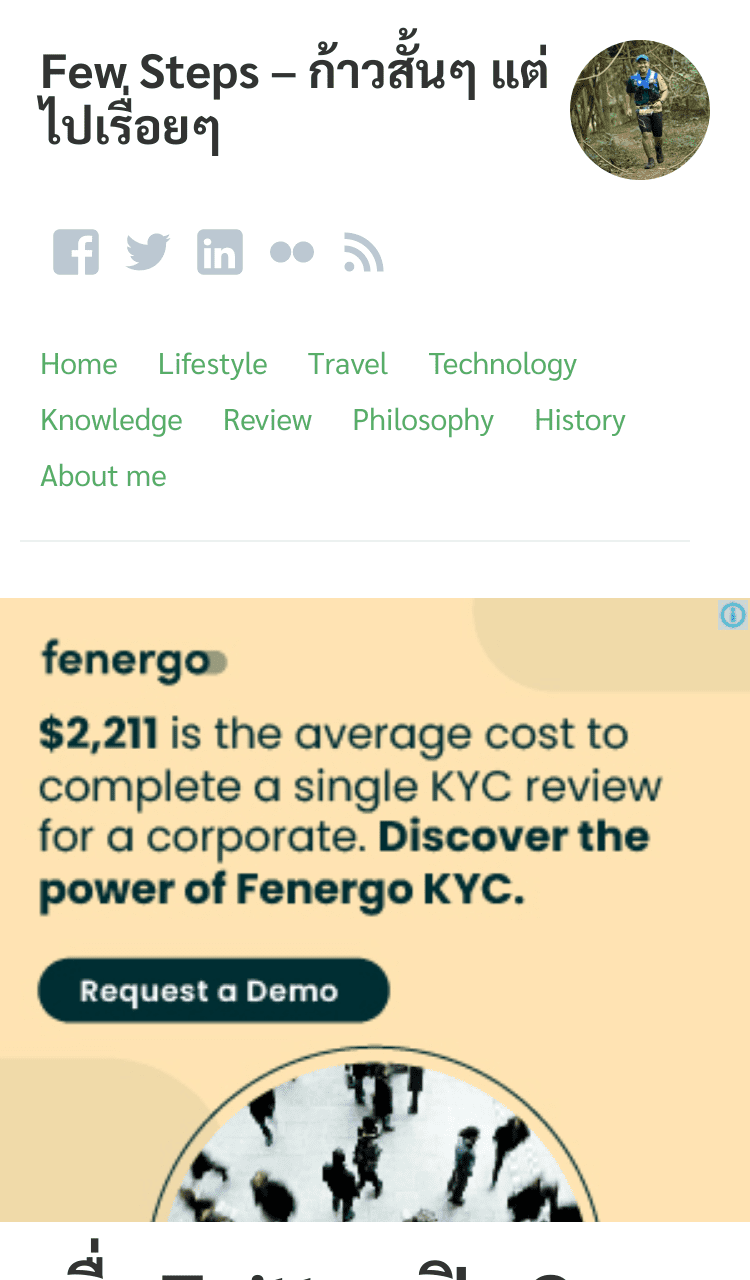 Few Steps – ก้าวสั้นๆ แต่
ไปเรื่อยๆ
Home Lifestyle Travel Technology
Knowledge Review Philosophy History
About me
fenergo
$2,211 is the average cost to
complete a single KYC review
for a corporate. Discover the
power of Fenergo KYC.
Request a Demo